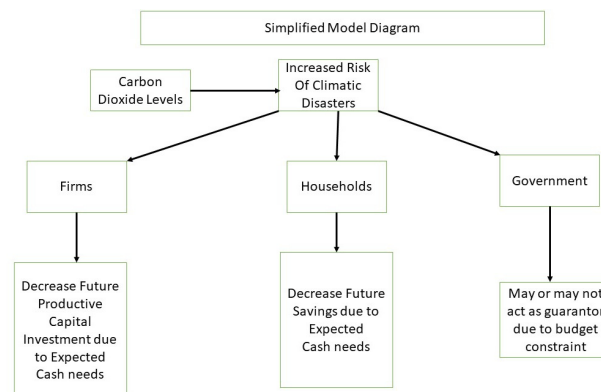 Simplified Model Diagram
Carbon
Dioxide Levels
Increased Risk
Of Climatic
Disasters
Firms
Households
Government
Decrease Future
Productive
Capital
Investment due
to Expected
Cash needs
Decrease Future
Savings due to
Expected
Cash needs
May or may not
act as guarantor
due to budget
constraint